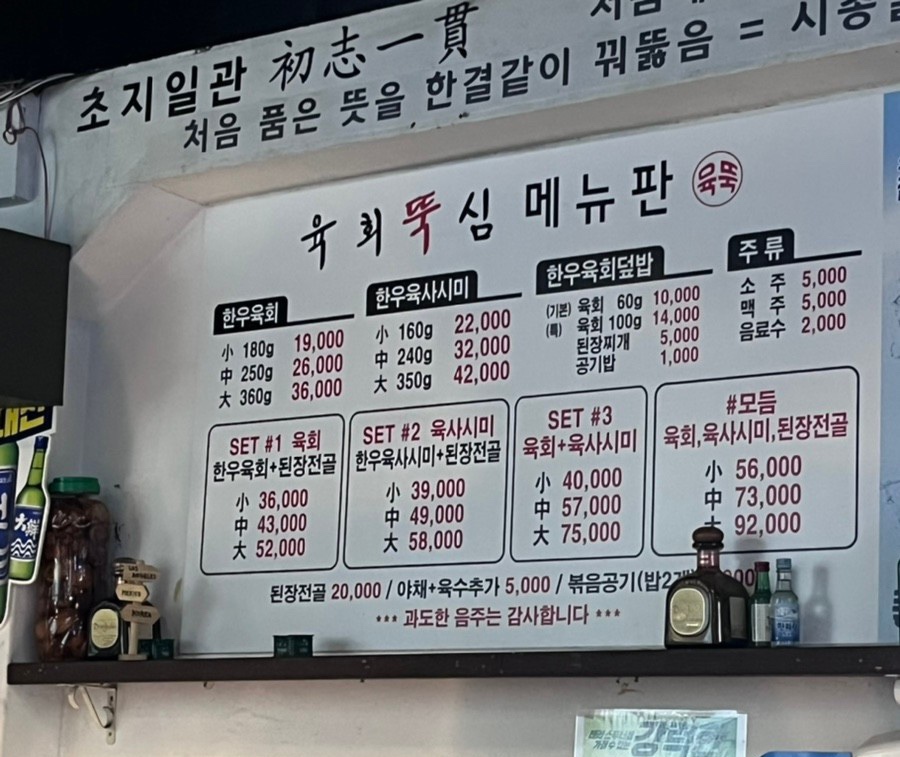 초지일관 初志一貫
처음 품은 뜻을 한결같이 꿔뚫음 =
육회뚝심 메뉴판 육뚝
한우육회
小 180g 19,000
中 250g 26,000
大 360g 36,000
한우육사시미
小 160g 22,000
中 240g 32,000
大 350g 42,000
한우육회덮밥
(기본) 육회 60g 10,000
(특) 육회 100g 14,000
된장찌개 5,000
공기밥 1,000
주류
소 주 5,000
맥 주 5,000
음료수 2,000
SET #1 육회
한우육회+된장전골
小 36,000
中 43,000
大 52,000
SET #2 육사시미
한우육사시미+된장전골
小 39,000
中 49,000
大 58,000
SET #3
육회+육사시미
小 40,000
中 57,000
大 75,000
#모듬
육회,육사시미,된장전골
小 56,000
中 73,000
92,000
된장전골 20,000 / 야채+육수추가 5,000 / 볶음공기(밥2
*** 과도한 음주는 감사합니다 ***